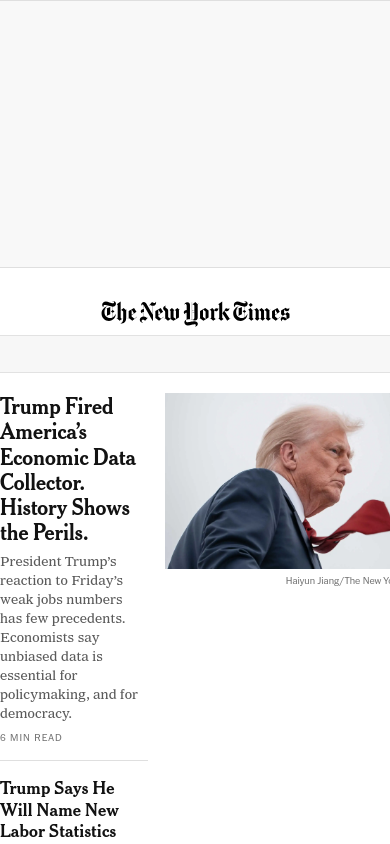 The New York Times
Trump Fired
America’s
Economic Data
Collector.
History Shows
the Perils.
President Trump’s
reaction to Friday’s
weak jobs numbers
has few precedents.
Economists say
unbiased data is
essential for
policymaking, and for
democracy.
6 MIN READ
Haiyun Jiang/The New
Trump Says He
Will Name New
Labor Statistics